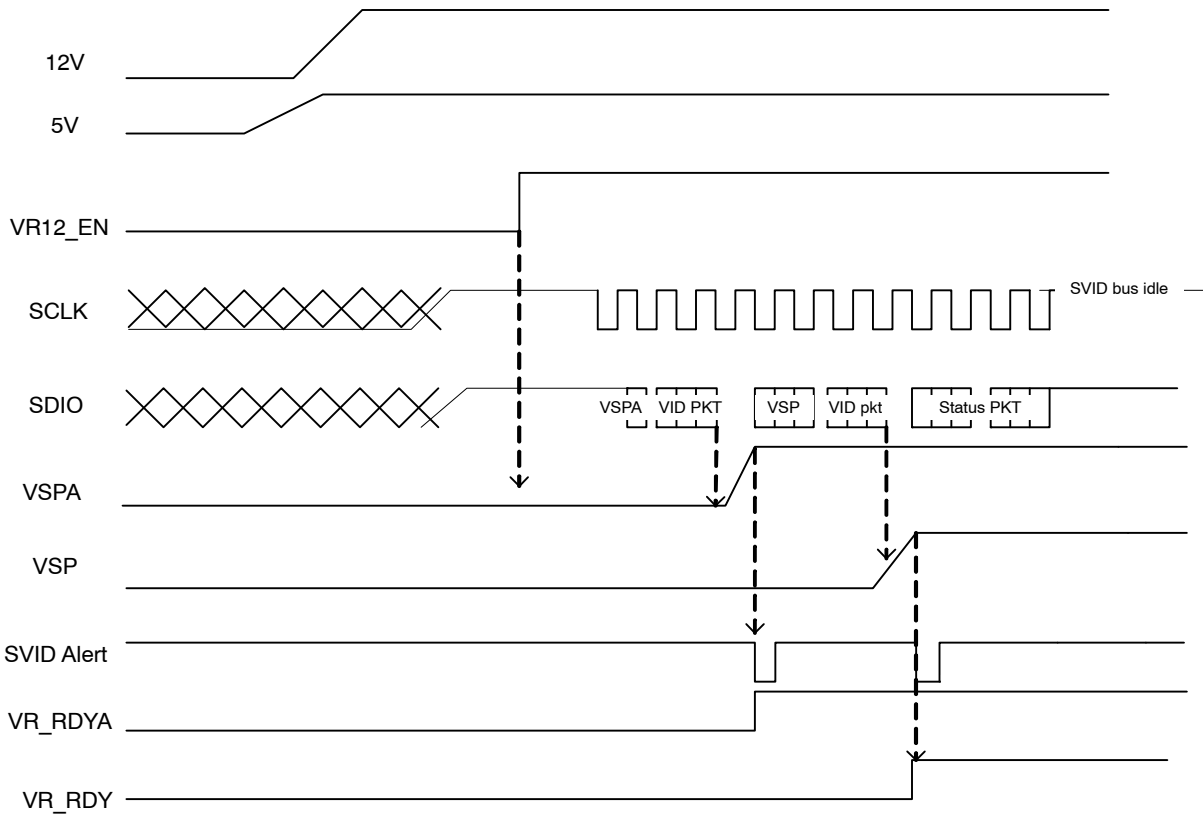 12V
5V
VR12_EN
SCLK
SVID bus idle
SDIO
VSPA VID PKT VSP VID pkt Status PKT
VSPA
VSP
SVID Alert
VR_RDYA
VR_RDY